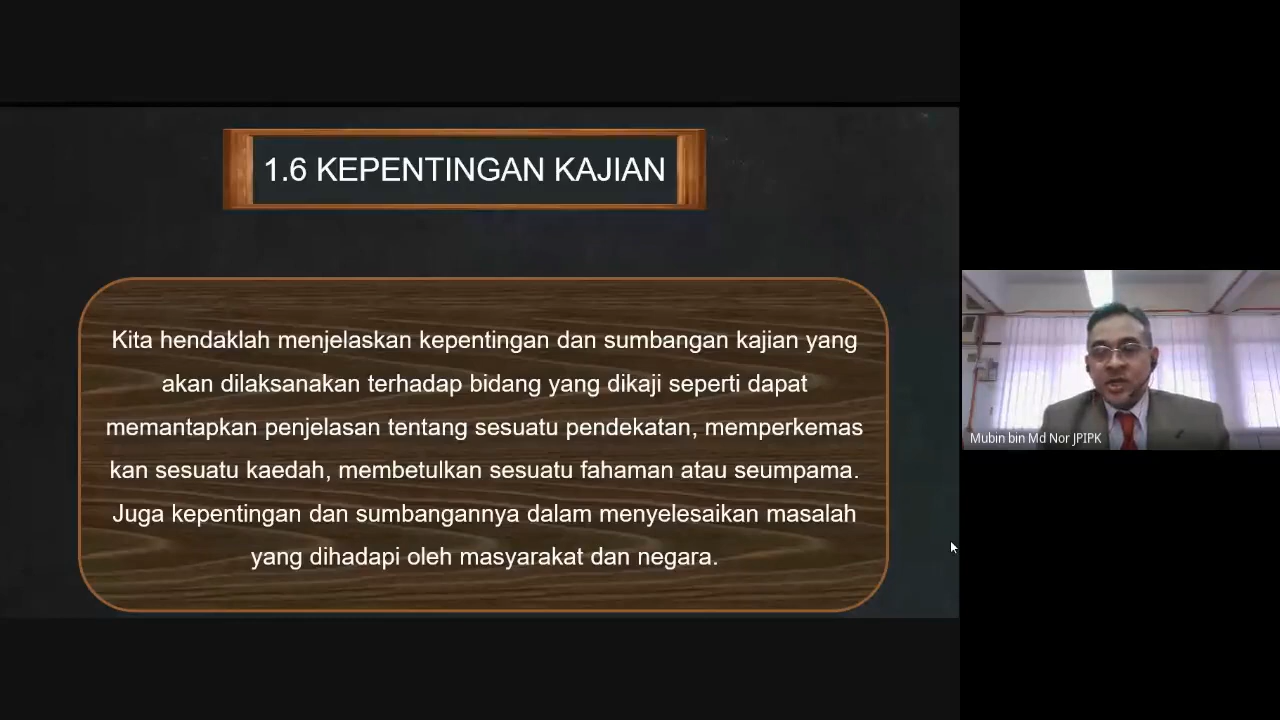 1.6 KEPENTINGAN KAJIAN
Kita hendaklah menjelaskan kepentingan dan sumbangan kajian yang
akan dilaksanakan terhadap bidang yang dikaji seperti dapat
memantapkan penjelasan tentang sesuatu pendekatan, memperkemas
kan sesuatu kaedah, membetulkan sesuatu fahaman atau seumpama.
Juga kepentingan dan sumbangannya dalam menyelesaikan masalah
yang dihadapi oleh masyarakat dan negara.
Mubin bin Md Nor JPIPK